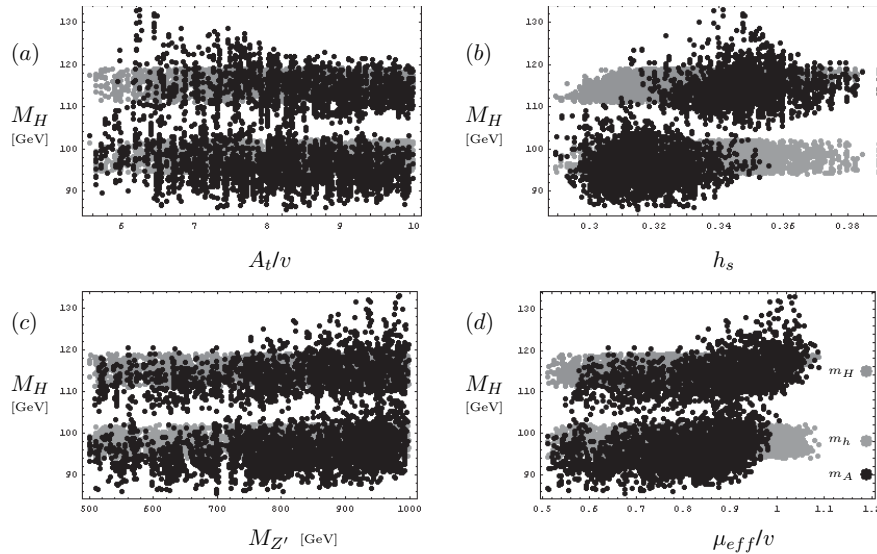 (a)
M_H
[GeV]
130
120
110
100
90
6 7 8 9 10
A_t/v
(b)
M_H
[GeV]
130
120
110
100
90
0.3 0.32 0.34 0.36 0.38
h_s
(c)
M_H
[GeV]
130
120
110
100
90
500 600 700 800 900 1000
M_{Z'} [GeV]
(d)
M_H
[GeV]
130
120
110
100
90
m_H
m_h
m_A
0.5 0.6 0.7 0.8 0.9 1 1.1 1.2
μ_{eff}/v